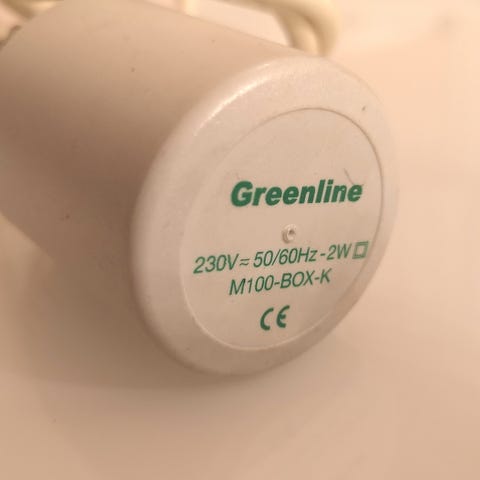 Greenline
230V≈50/60Hz-2W
M100-BOX-K
CE